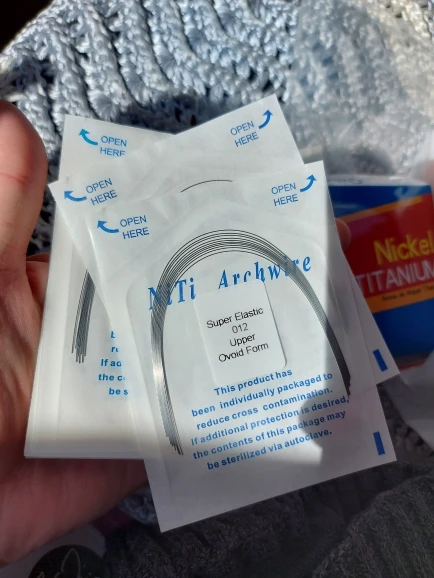 OPEN
HERE
OPEN
HERE
OPEN
HERE
OPEN
HERE
OPEN
HERE
NiTi Archwire
Super Elastic
012
Upper
Ovoid Form
This product has
been individually packaged to
reduce cross contamination.
If additional protection is desired,
the contents of this package may
be sterilized via autoclave.
Nickel
TITANIUM